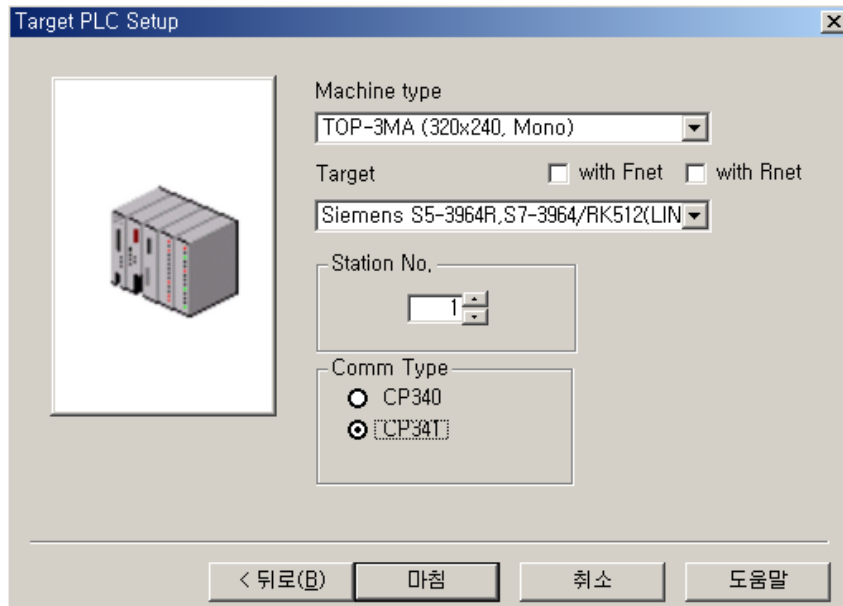 Target PLC Setup
Machine type
TOP-3MA (320x240, Mono)
Target with Fnet with Rnet
Siemens S5-3964R,S7-3964/RK512(LIN
Station No.
1
Comm Type
CP340
CP341
< 뒤로(B) 마침 취소 도움말